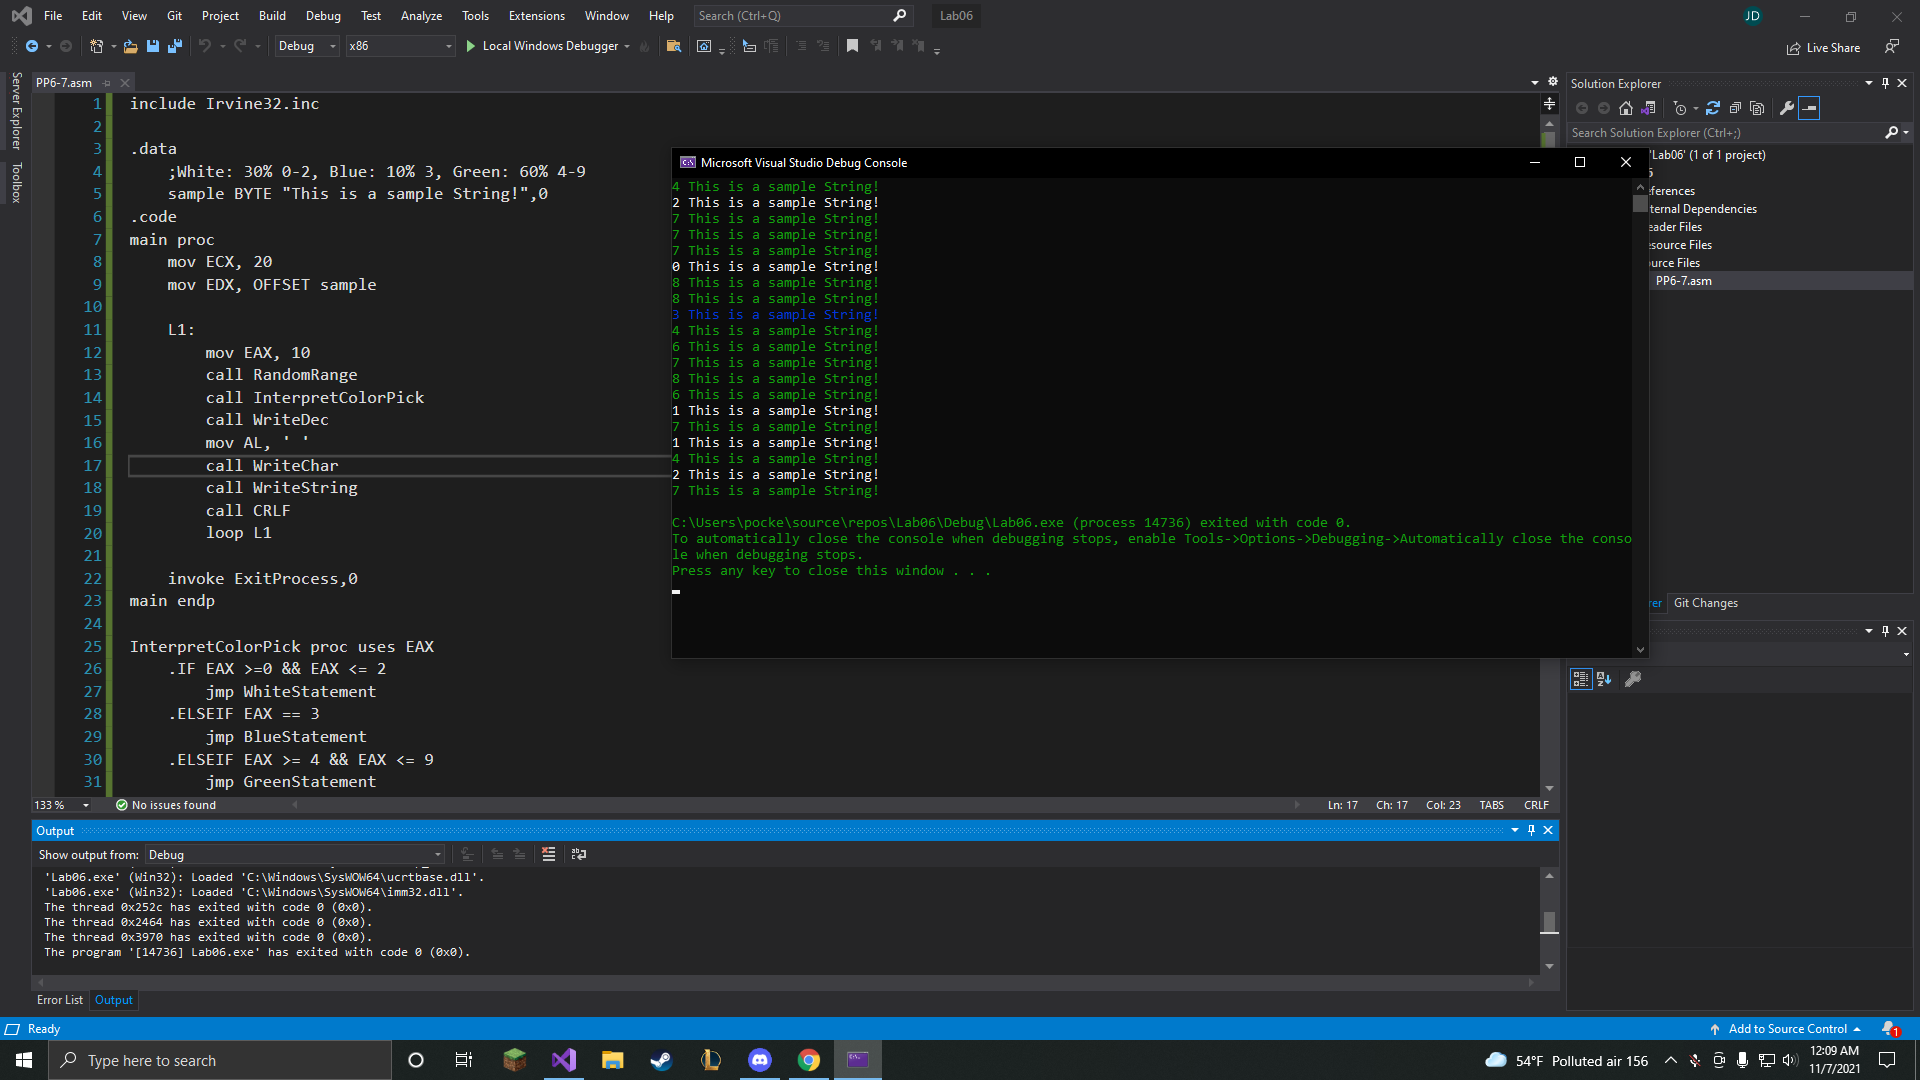 File Edit View Git Project Build Debug Test Analyze Tools Extensions Window Help Search (Ctrl+Q) Lab06 JD
Debug x86 Local Windows Debugger Live Share
Server Explorer
Toolbox
PP6-7.asm
1 include Irvine32.inc
2
3 .data
4 ;White: 30% 0-2, Blue: 10% 3, Green: 60% 4-9
5 sample BYTE "This is a sample String!",0
6 .code
7 main proc
8 mov ECX, 20
9 mov EDX, OFFSET sample
10
11 L1:
12 mov EAX, 10
13 call RandomRange
14 call InterpretColorPick
15 call WriteDec
16 mov AL, ' '
17 call WriteChar
18 call WriteString
19 call CRLF
20 loop L1
21
22 invoke ExitProcess,0
23 main endp
24
25 InterpretColorPick proc uses EAX
26 .IF EAX >=0 && EAX <= 2
27 jmp WhiteStatement
28 .ELSEIF EAX == 3
29 jmp BlueStatement
30 .ELSEIF EAX >= 4 && EAX <= 9
31 jmp GreenStatement
133 % No issues found Ln: 17 Ch: 17 Col: 23 TABS CRLF
Microsoft Visual Studio Debug Console
4 This is a sample String!
2 This is a sample String!
7 This is a sample String!
7 This is a sample String!
7 This is a sample String!
0 This is a sample String!
8 This is a sample String!
8 This is a sample String!
3 This is a sample String!
4 This is a sample String!
6 This is a sample String!
7 This is a sample String!
8 This is a sample String!
6 This is a sample String!
1 This is a sample String!
7 This is a sample String!
1 This is a sample String!
4 This is a sample String!
2 This is a sample String!
7 This is a sample String!
C:\Users\pocke\source\repos\Lab06\Debug\Lab06.exe (process 14736) exited with code 0.
To automatically close the console when debugging stops, enable Tools->Options->Debugging->Automatically close the conso
le when debugging stops.
Press any key to close this window . . .
Solution Explorer
Search Solution Explorer (Ctrl+;)
'Lab06' (1 of 1 project)
6
eferences
ternal Dependencies
eader Files
esource Files
urce Files
PP6-7.asm
rer Git Changes
Output
Show output from: Debug
'Lab06.exe' (Win32): Loaded 'C:\Windows\SysWOW64\ucrtbase.dll'.
'Lab06.exe' (Win32): Loaded 'C:\Windows\SysWOW64\imm32.dll'.
The thread 0x252c has exited with code 0 (0x0).
The thread 0x2464 has exited with code 0 (0x0).
The thread 0x3970 has exited with code 0 (0x0).
The program '[14736] Lab06.exe' has exited with code 0 (0x0).
Error List Output
Ready Add to Source Control 1
Type here to search 54°F Polluted air 156 12:09 AM
11/7/2021